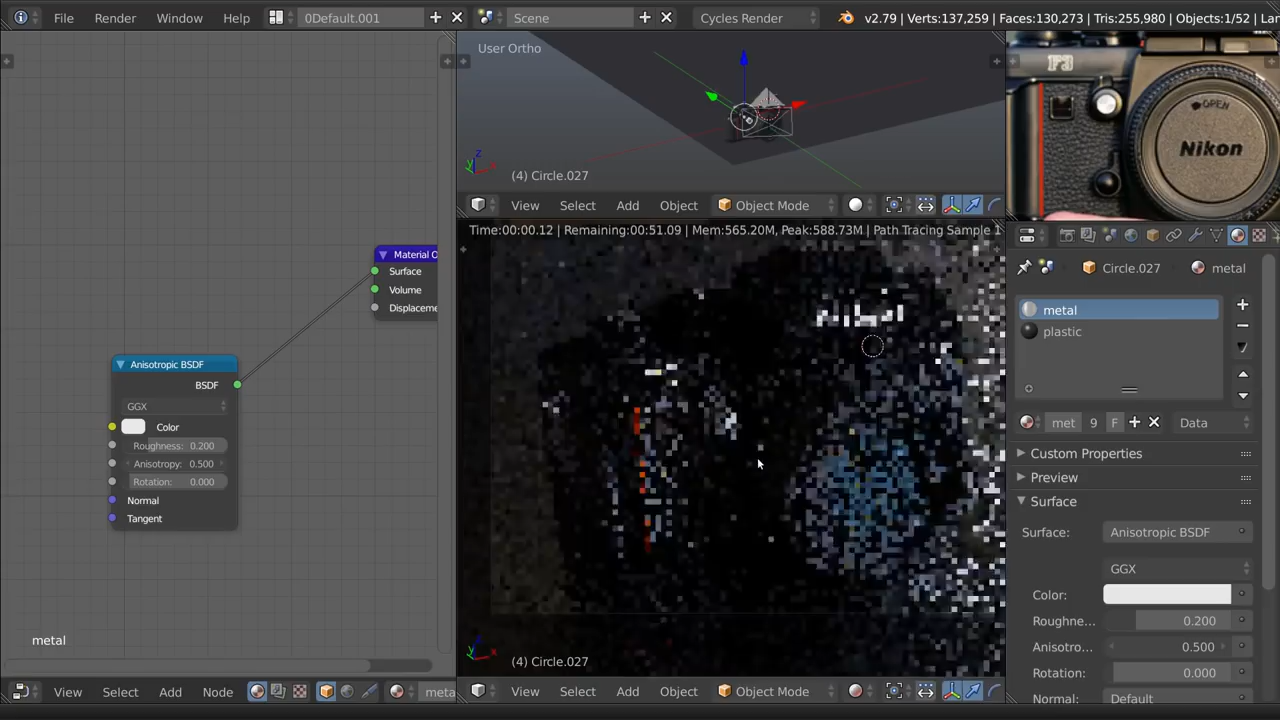 File Render Window Help 0Default.001 Scene Cycles Render v2.79 | Verts:137,259 | Faces:130,273 | Tris:255,980 | Objects:1/52 | Lar
User Ortho
(4) Circle.027
View Select Add Object Object Mode
F3
OPEN
Nikon
Time:00:00.12 | Remaining:00:51.09 | Mem:565.20M, Peak:588.73M | Path Tracing Sample 1
(4) Circle.027
View Select Add Object Object Mode
Material O
Surface
Volume
Displaceme
Anisotropic BSDF
BSDF
GGX
Color
Roughness: 0.200
Anisotropy: 0.500
Rotation: 0.000
Normal
Tangent
metal
View Select Add Node meta
Circle.027 metal
metal
plastic
met 9 F Data
Custom Properties
Preview
Surface
Surface: Anisotropic BSDF
GGX
Color:
Roughne... 0.200
Anisotro... 0.500
Rotation: 0.000
Normal: Default